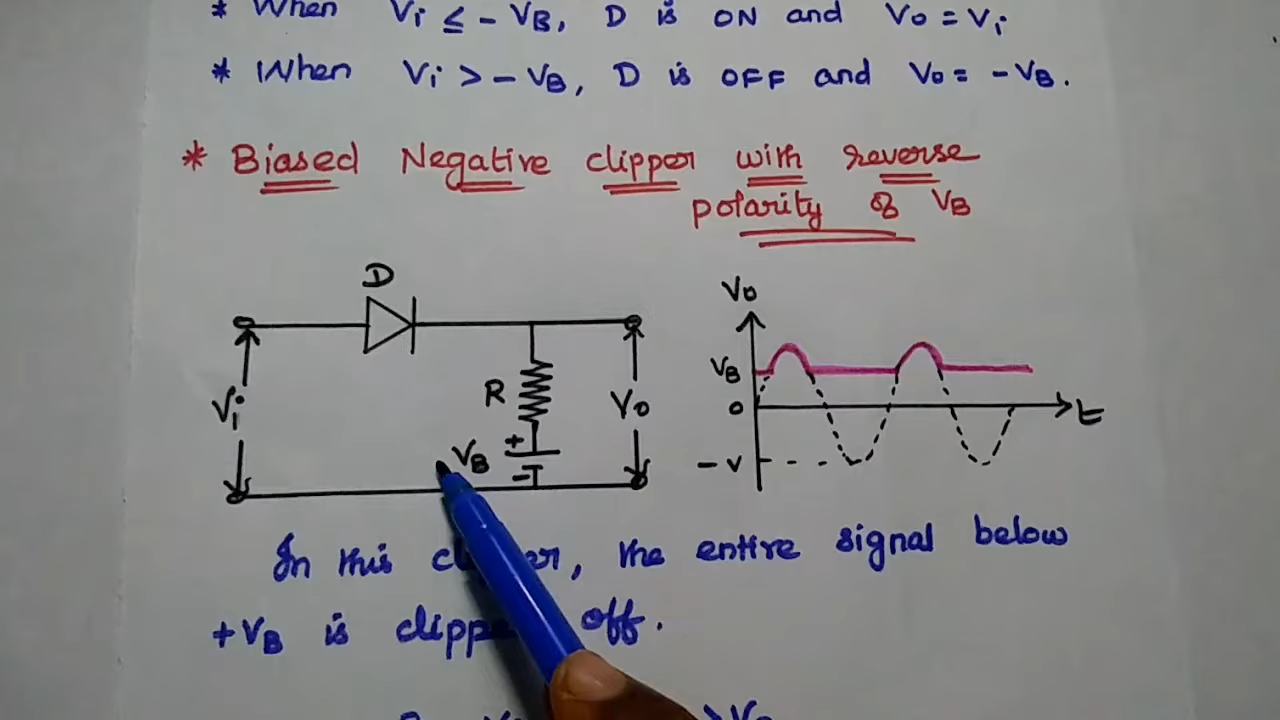 * When Vi ≤ - VB, D is ON and Vo = Vi
* When Vi > - VB, D is OFF and Vo = - VB.
* Biased Negative clipper with reverse
polarity of VB
D
Vi
R
+
VB
-
Vo
Vo
VB
0
t
- V
In this , the entire signal below
+VB is off.